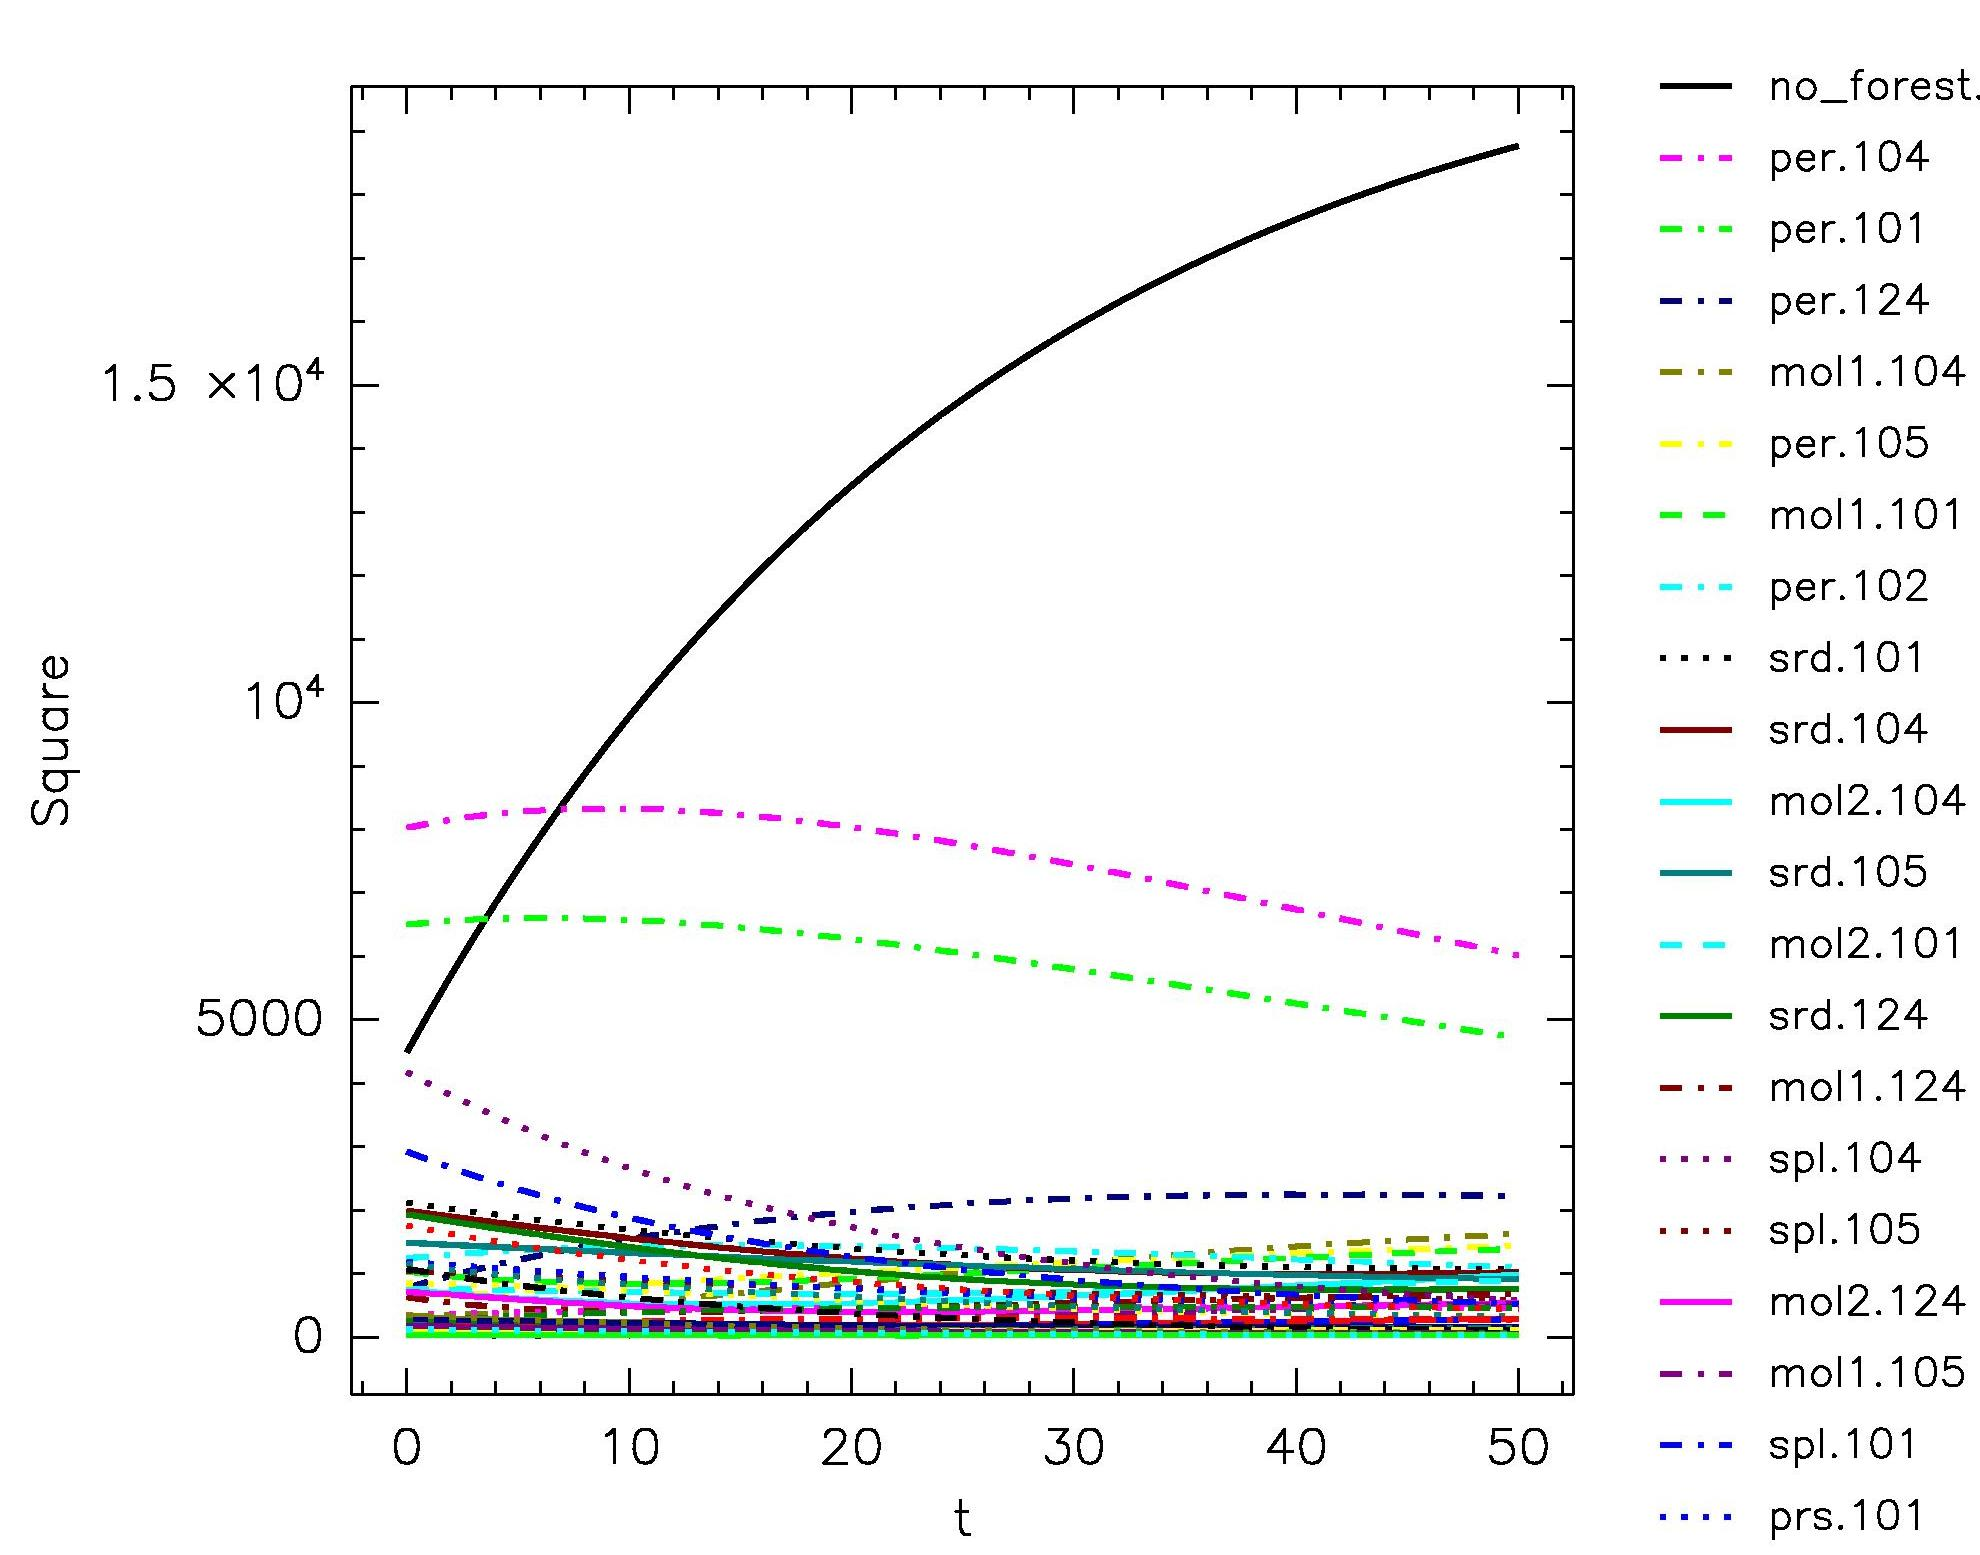 1.5 ×10⁴
10⁴
5000
0
Square
0 10 20 30 40 50
t
no_forest.
per.104
per.101
per.124
mol1.104
per.105
mol1.101
per.102
srd.101
srd.104
mol2.104
srd.105
mol2.101
srd.124
mol1.124
spl.104
spl.105
mol2.124
mol1.105
spl.101
prs.101